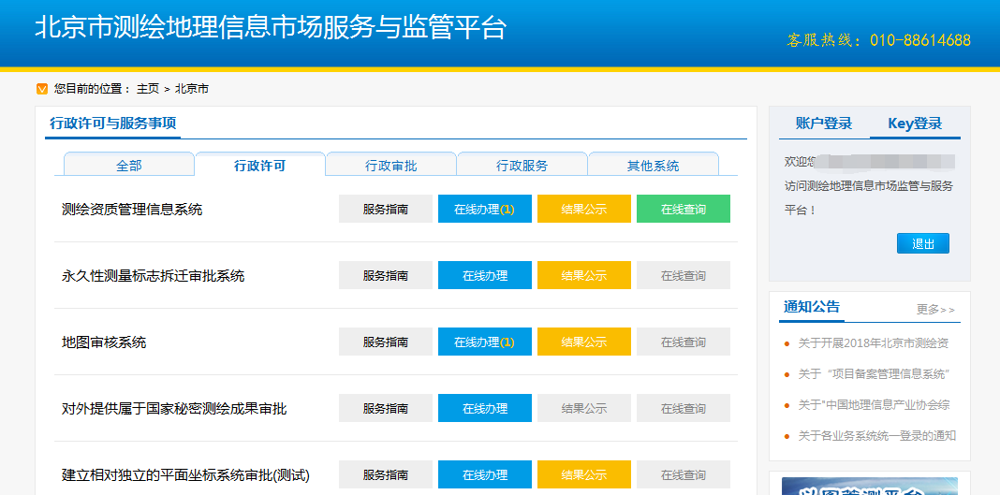 北京市测绘地理信息市场服务与监管平台
客服热线：010-88614688
您目前的位置： 主页 > 北京市
行政许可与服务事项
全部 行政许可 行政审批 行政服务 其他系统
测绘资质管理信息系统 服务指南 在线办理(1) 结果公示 在线查询
永久性测量标志拆迁审批系统 服务指南 在线办理 结果公示 在线查询
地图审核系统 服务指南 在线办理(1) 结果公示 在线查询
对外提供属于国家秘密测绘成果审批 服务指南 在线办理 结果公示 在线查询
建立相对独立的平面坐标系统审批(测试) 服务指南 在线办理 结果公示 在线查询
账户登录 Key登录
欢迎您
访问测绘地理信息市场监管与服务
平台！
退出
通知公告 更多>>
关于开展2018年北京市测绘资
关于“项目备案管理信息系统”
关于"中国地理信息产业协会综
关于各业务系统统一登录的通知